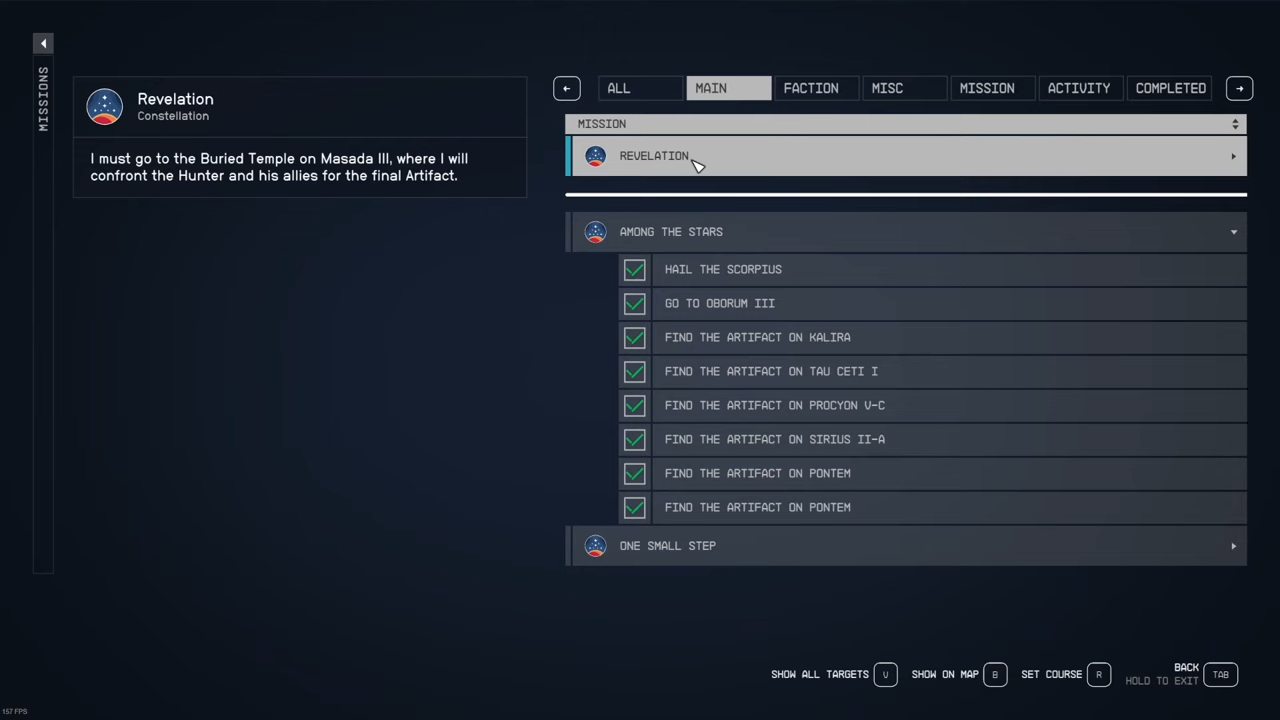 MISSIONS
Revelation
Constellation
I must go to the Buried Temple on Masada III, where I will
confront the Hunter and his allies for the final Artifact.
ALL
MAIN
FACTION
MISC
MISSION
ACTIVITY
COMPLETED
MISSION
REVELATION
AMONG THE STARS
HAIL THE SCORPIUS
GO TO OBORUM III
FIND THE ARTIFACT ON KALIRA
FIND THE ARTIFACT ON TAU CETI I
FIND THE ARTIFACT ON PROCYON V-C
FIND THE ARTIFACT ON SIRIUS II-A
FIND THE ARTIFACT ON PONTEM
FIND THE ARTIFACT ON PONTEM
ONE SMALL STEP
SHOW ALL TARGETS V
SHOW ON MAP B
SET COURSE R
BACK
HOLD TO EXIT TAB
157 FPS